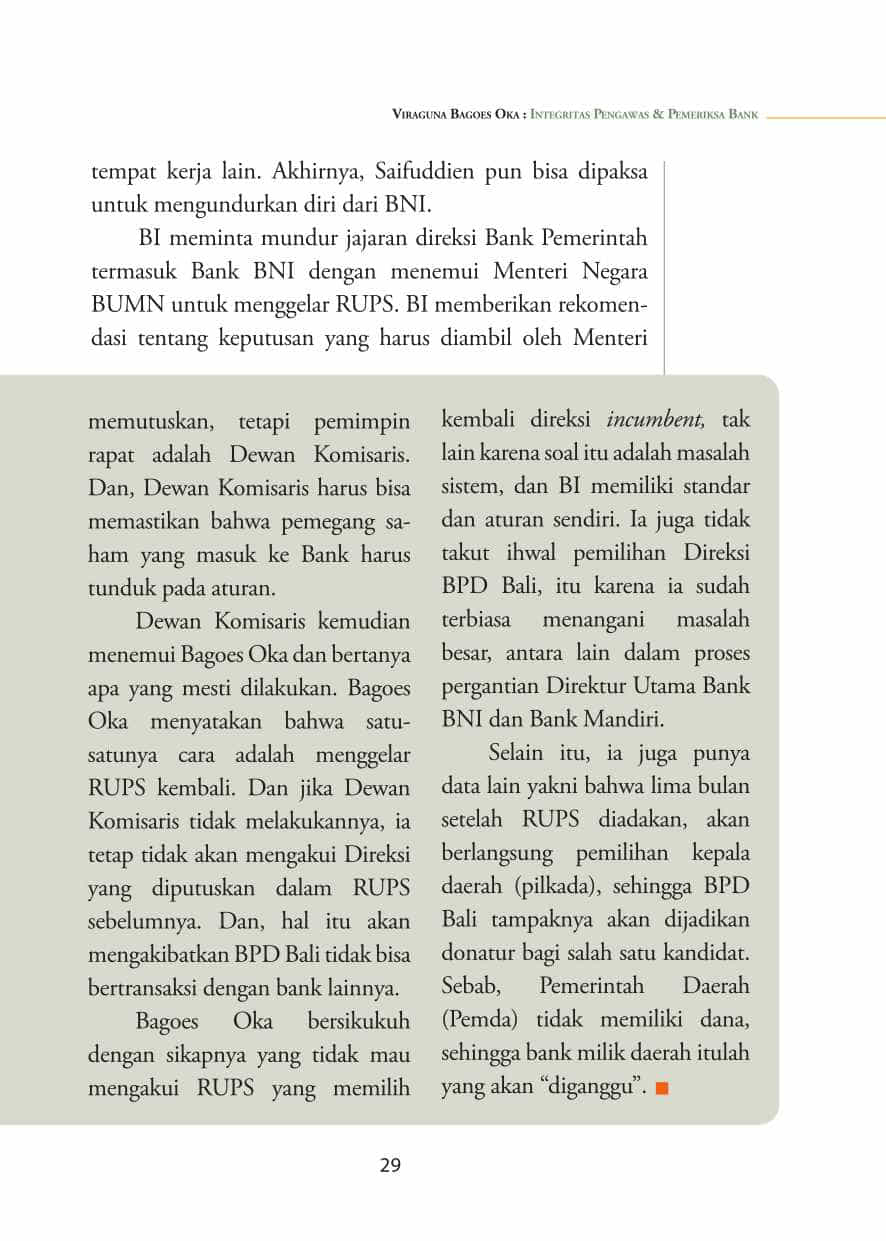 Viraguna Bagoes Oka : Integritas Pengawas & Pemeriksa Bank
tempat kerja lain. Akhirnya, Saifuddien pun bisa dipaksa
untuk mengundurkan diri dari BNI.
BI meminta mundur jajaran direksi Bank Pemerintah
termasuk Bank BNI dengan menemui Menteri Negara
BUMN untuk menggelar RUPS. BI memberikan rekomen-
dasi tentang keputusan yang harus diambil oleh Menteri
memutuskan, tetapi pemimpin
rapat adalah Dewan Komisaris.
Dan, Dewan Komisaris harus bisa
memastikan bahwa pemegang sa-
ham yang masuk ke Bank harus
tunduk pada aturan.
Dewan Komisaris kemudian
menemui Bagoes Oka dan bertanya
apa yang mesti dilakukan. Bagoes
Oka menyatakan bahwa satu-
satunya cara adalah menggelar
RUPS kembali. Dan jika Dewan
Komisaris tidak melakukannya, ia
tetap tidak akan mengakui Direksi
yang diputuskan dalam RUPS
sebelumnya. Dan, hal itu akan
mengakibatkan BPD Bali tidak bisa
bertransaksi dengan bank lainnya.
Bagoes Oka bersikukuh
dengan sikapnya yang tidak mau
mengakui RUPS yang memilih
kembali direksi incumbent, tak
lain karena soal itu adalah masalah
sistem, dan BI memiliki standar
dan aturan sendiri. Ia juga tidak
takut ihwal pemilihan Direksi
BPD Bali, itu karena ia sudah
terbiasa menangani masalah
besar, antara lain dalam proses
pergantian Direktur Utama Bank
BNI dan Bank Mandiri.
Selain itu, ia juga punya
data lain yakni bahwa lima bulan
setelah RUPS diadakan, akan
berlangsung pemilihan kepala
daerah (pilkada), sehingga BPD
Bali tampaknya akan dijadikan
donatur bagi salah satu kandidat.
Sebab, Pemerintah Daerah
(Pemda) tidak memiliki dana,
sehingga bank milik daerah itulah
yang akan “diganggu”.
29